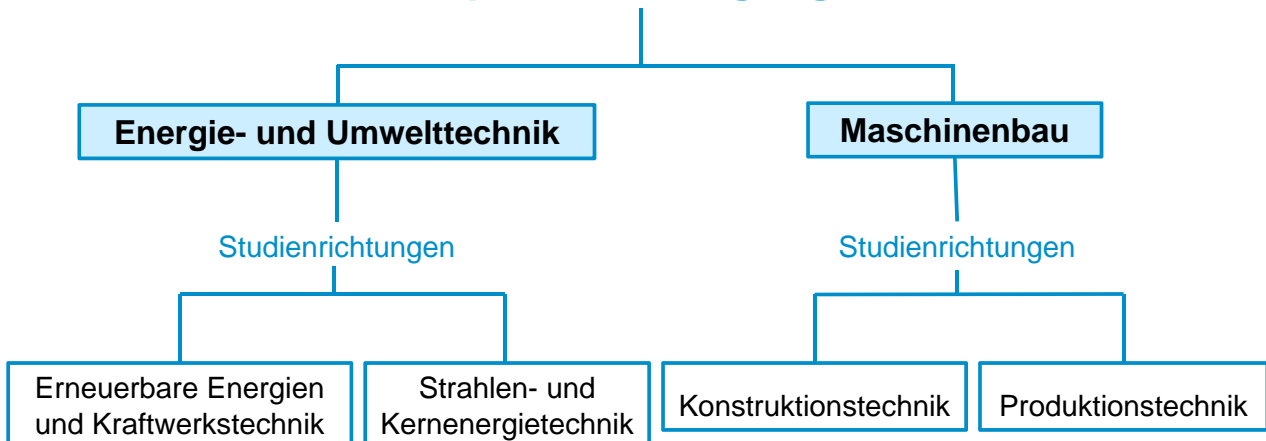 Energie- und Umwelttechnik
Maschinenbau
Studienrichtungen
Studienrichtungen
Erneuerbare Energien
und Kraftwerkstechnik
Strahlen- und
Kernenergietechnik
Konstruktionstechnik
Produktionstechnik